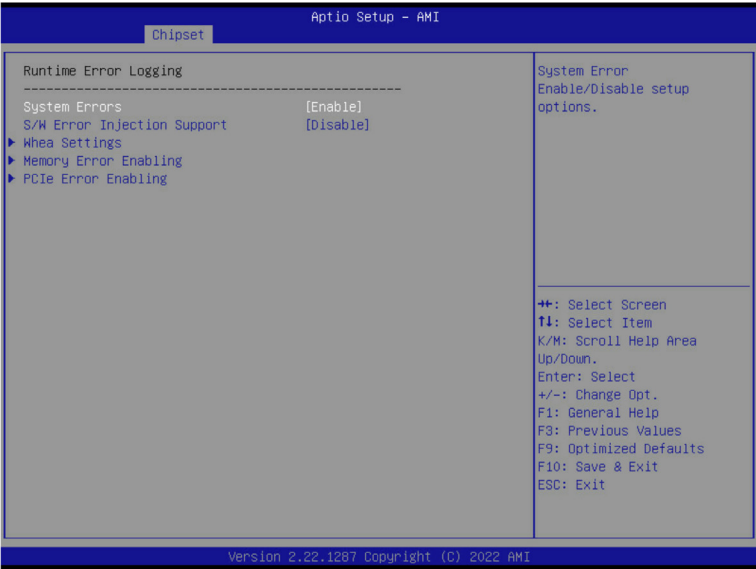 Aptio Setup – AMI
Chipset
Runtime Error Logging
--------------------------------------------------
System Errors [Enable]
S/W Error Injection Support [Disable]
Whea Settings
Memory Error Enabling
PCIe Error Enabling
System Error
Enable/Disable setup
options.
→←: Select Screen
↑↓: Select Item
K/M: Scroll Help Area
Up/Down.
Enter: Select
+/-: Change Opt.
F1: General Help
F3: Previous Values
F9: Optimized Defaults
F10: Save & Exit
ESC: Exit
Version 2.22.1287 Copyright (C) 2022 AMI